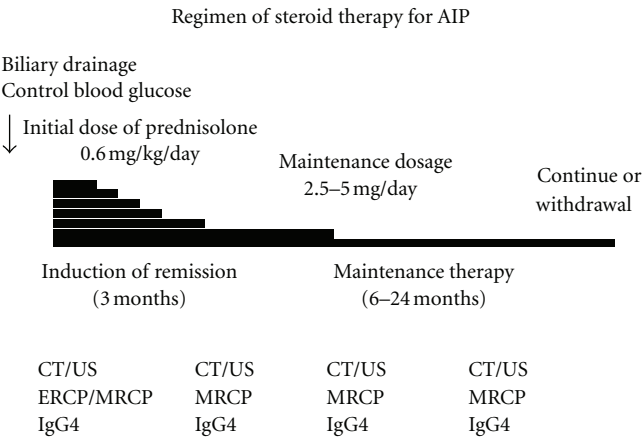 Regimen of steroid therapy for AIP
Biliary drainage
Control blood glucose
Initial dose of prednisolone
0.6 mg/kg/day
Maintenance dosage
2.5–5 mg/day
Continue or
withdrawal
Induction of remission
(3 months)
Maintenance therapy
(6–24 months)
CT/US
ERCP/MRCP
IgG4
CT/US
MRCP
IgG4
CT/US
MRCP
IgG4
CT/US
MRCP
IgG4